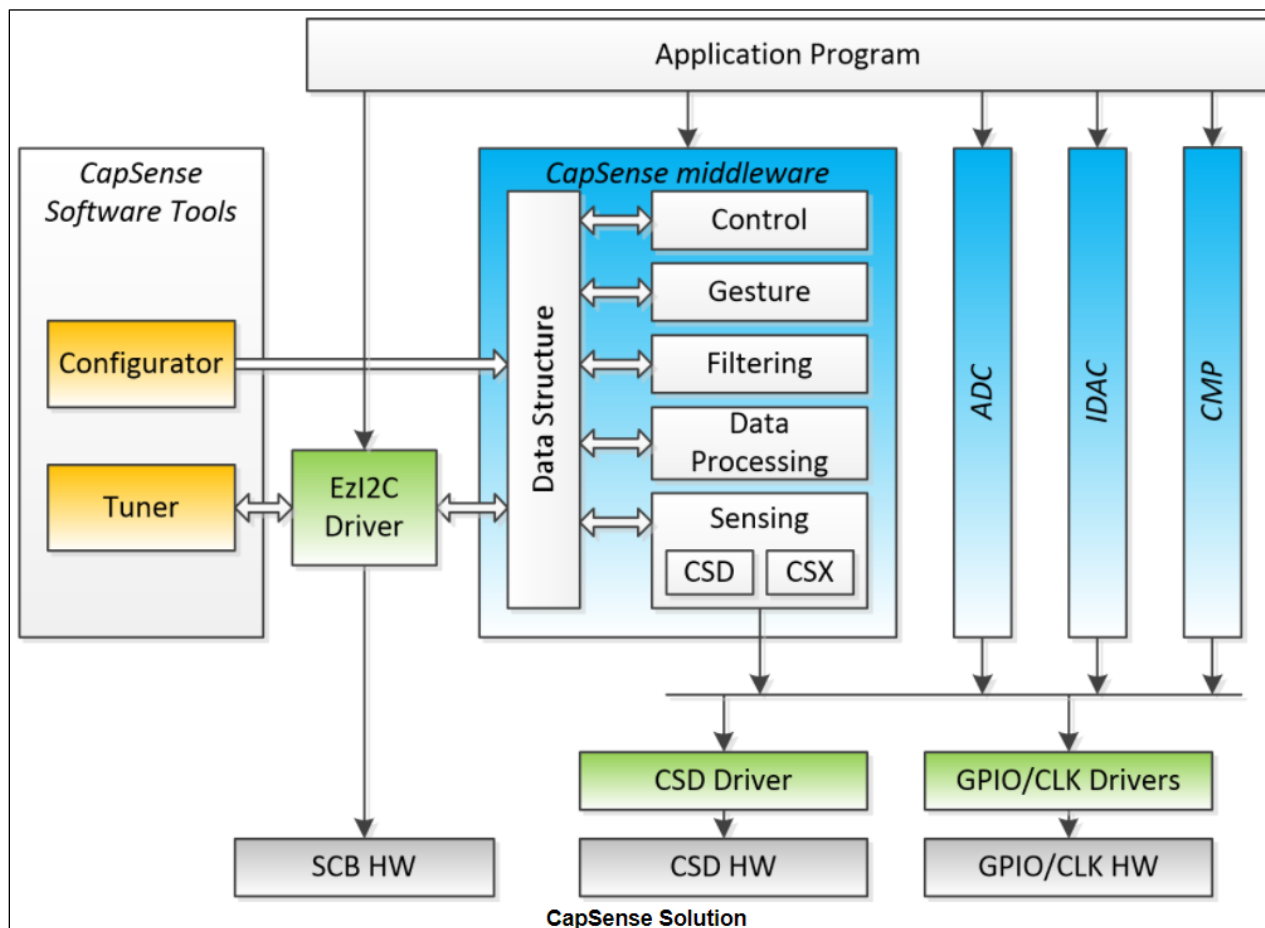 Application Program
CapSense
Software Tools
Configurator
Tuner
EzI2C
Driver
CapSense middleware
Data Structure
Control
Gesture
Filtering
Data
Processing
Sensing
CSD
CSX
ADC
IDAC
CMP
CSD Driver
GPIO/CLK Drivers
SCB HW
CSD HW
GPIO/CLK HW
CapSense Solution